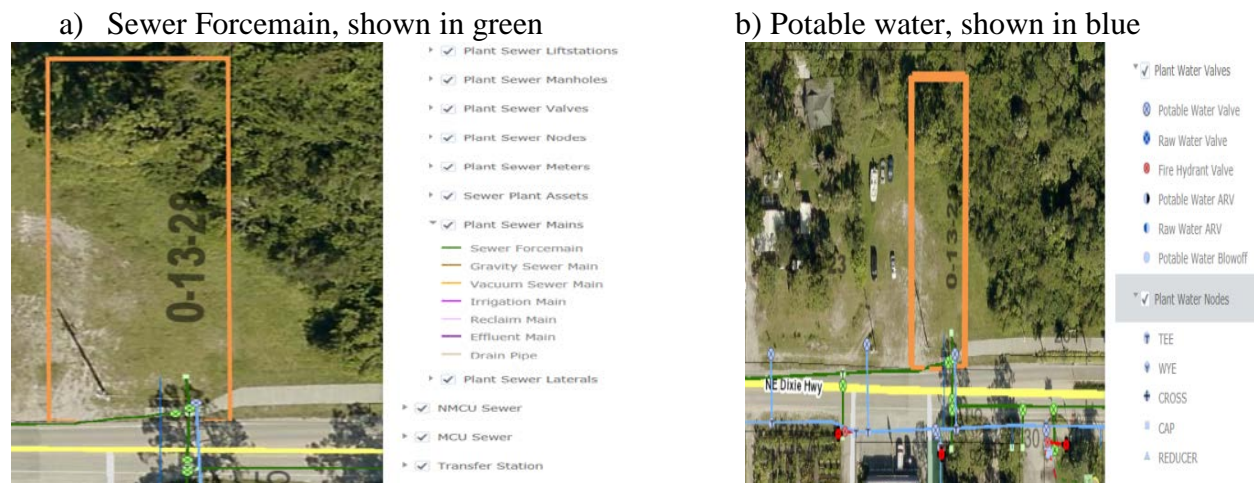 a) Sewer Forcemain, shown in green
b) Potable water, shown in blue
0-13-28
Plant Sewer Liftstations
Plant Sewer Manholes
Plant Sewer Valves
Plant Sewer Nodes
Plant Sewer Meters
Sewer Plant Assets
Plant Sewer Mains
Sewer Forcemain
Gravity Sewer Main
Vacuum Sewer Main
Irrigation Main
Reclaim Main
Effluent Main
Drain Pipe
Plant Sewer Laterals
NMCU Sewer
MCU Sewer
Transfer Station
NE Dixie Hwy
30
Plant Water Valves
Potable Water Valve
Raw Water Valve
Fire Hydrant Valve
Potable Water ARV
Raw Water ARV
Potable Water Blowoff
Plant Water Nodes
TEE
WYE
CROSS
CAP
REDUCER